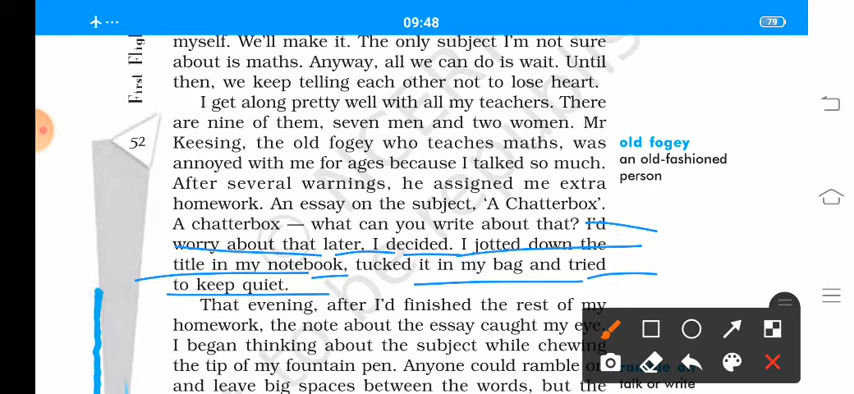 09:48
79
First Fligh
myself. We'll make it. The only subject I'm not sure
about is maths. Anyway, all we can do is wait. Until
then, we keep telling each other not to lose heart.
I get along pretty well with all my teachers. There
are nine of them, seven men and two women. Mr
Keesing, the old fogey who teaches maths, was
annoyed with me for ages because I talked so much.
After several warnings, he assigned me extra
homework. An essay on the subject, ‘A Chatterbox’.
A chatterbox — what can you write about that? I'd
worry about that later, I decided. I jotted down the
title in my notebook, tucked it in my bag and tried
to keep quiet.
That evening, after I'd finished the rest of my
homework, the note about the essay caught my eye.
I began thinking about the subject while chewing
the tip of my fountain pen. Anyone could ramble on
and leave big spaces between the words, but the
52
old fogey
an old-fashioned
person
talk or write
© NCERT
to be republis